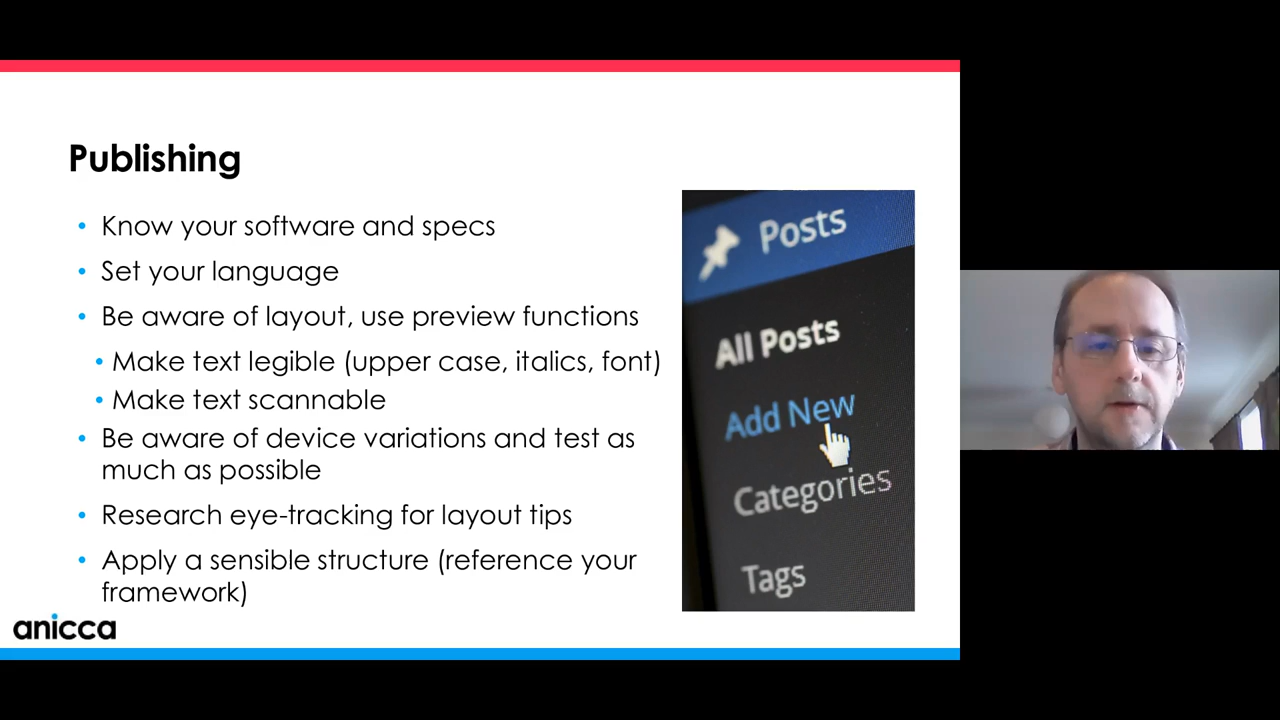 Publishing
• Know your software and specs
• Set your language
• Be aware of layout, use preview functions
• Make text legible (upper case, italics, font)
• Make text scannable
• Be aware of device variations and test as
much as possible
• Research eye-tracking for layout tips
• Apply a sensible structure (reference your
framework)
anicca
Posts
All Posts
Add New
Categories
Tags